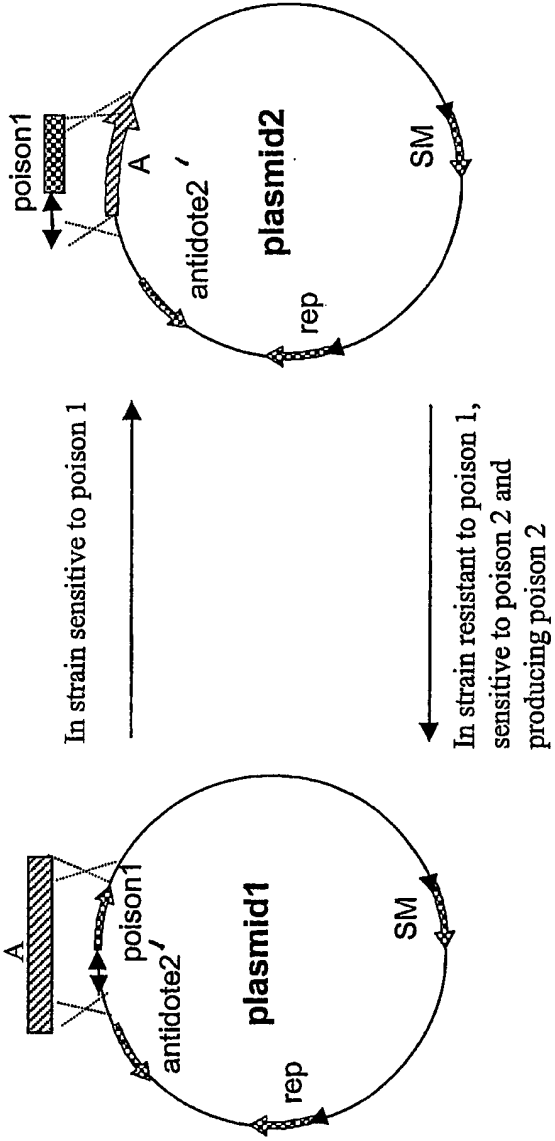 A
poison1
antidote2'
plasmid1
rep
SM
In strain sensitive to poison 1
In strain resistant to poison 1,
sensitive to poison 2 and
producing poison 2
poison1
A
antidote2'
plasmid2
rep
SM